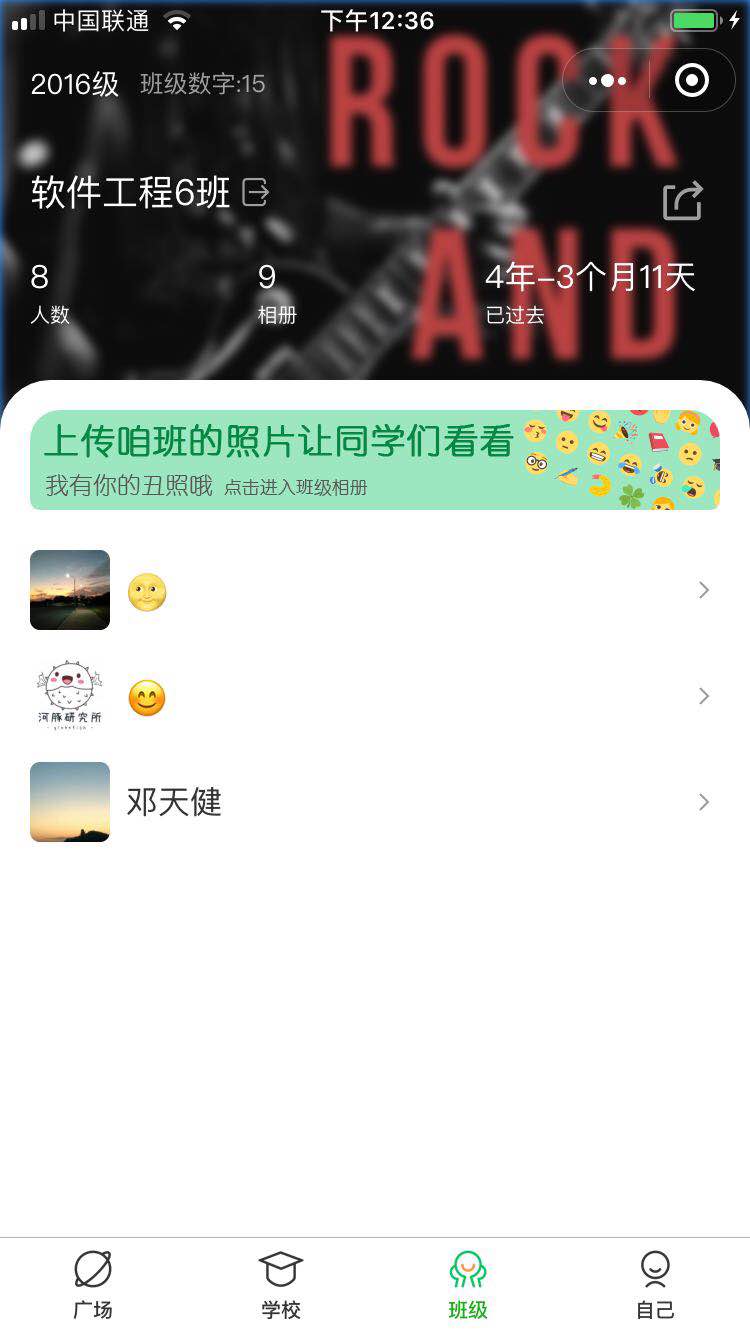 中国联通 下午12:36
ROCK
2016级 班级数字:15
软件工程6班
AND
8 9 4年-3个月11天
人数 相册 已过去
上传咱班的照片让同学们看看
我有你的丑照哦 点击进入班级相册
河豚研究所
邓天健
广场 学校 班级 自己